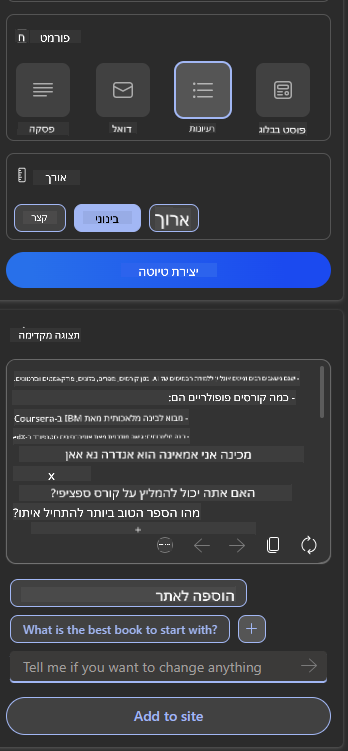 פורמט
פוסט בבלוג
רעיונות
דואל
פסקה
אורך
ארוך
בינוני
קצר
יצירת טיוטה
תצוגה מקדימה
- כמה קורסים פופולריים הם:
- מבוא לבינה מלאכותית מאת IBM ב-Coursera
מכינה אני אמאינה הוא אנדרה נא אאן
x
האם אתה יכול להמליץ על קורס ספציפי?
מהו הספר הטוב ביותר להתחיל איתו?
+
הוספה לאתר
What is the best book to start with?
+
Tell me if you want to change anything
Add to site